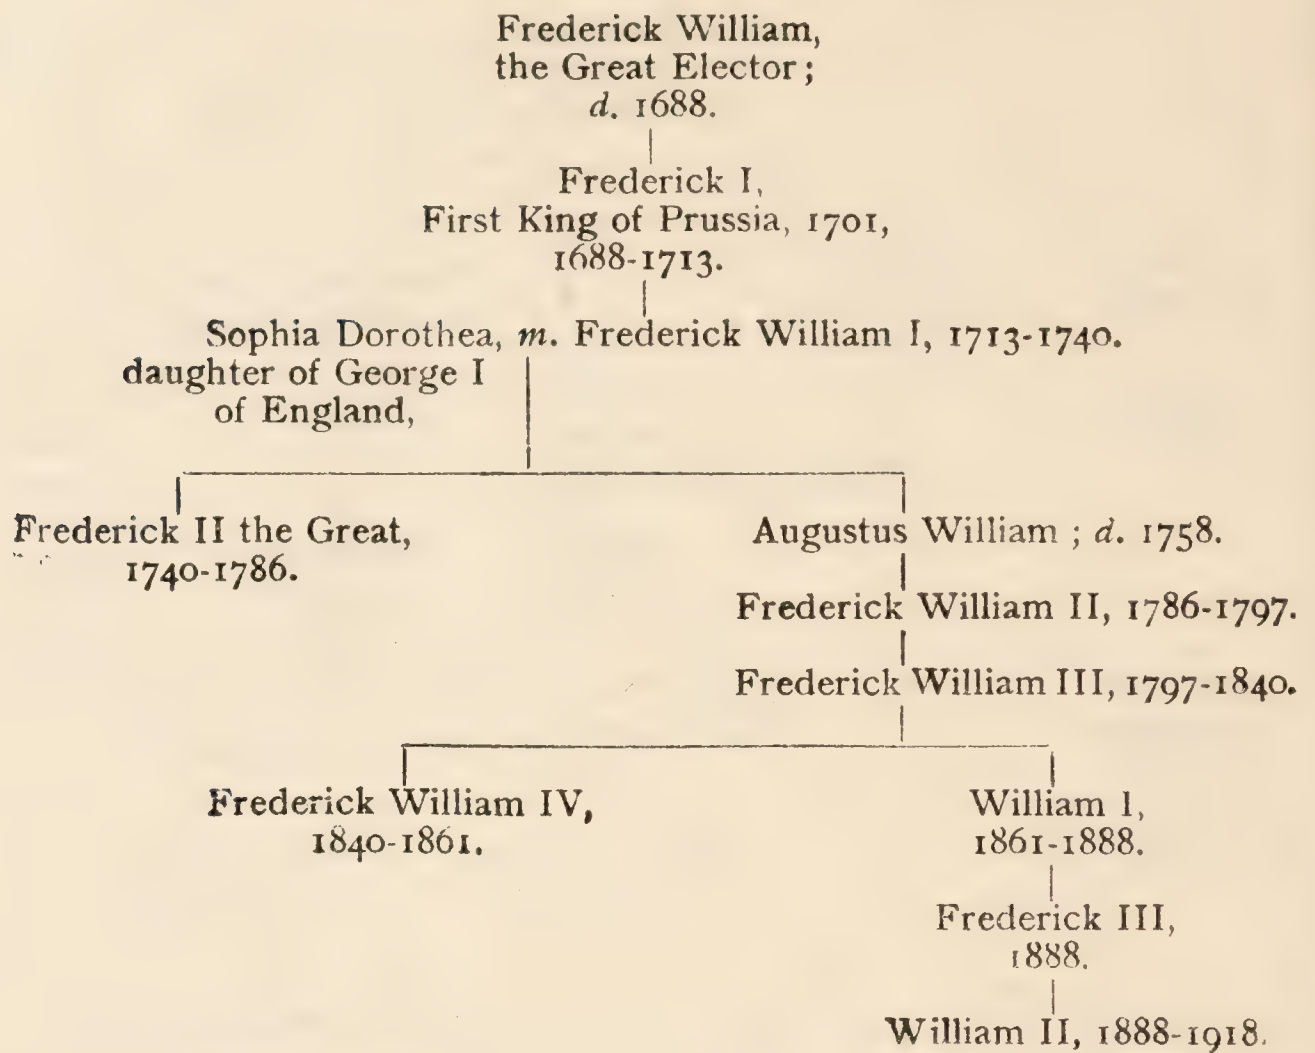 Frederick William,
the Great Elector;
d. 1688.
Frederick I,
First King of Prussia, 1701,
1688-1713.
Sophia Dorothea, m. Frederick William I, 1713-1740.
daughter of George I
of England,
Frederick II the Great,
1740-1786.
Augustus William ; d. 1758.
Frederick William II, 1786-1797.
Frederick William III, 1797-1840.
Frederick William IV,
1840-1861.
William I,
1861-1888.
Frederick III,
1888.
William II, 1888-1918.